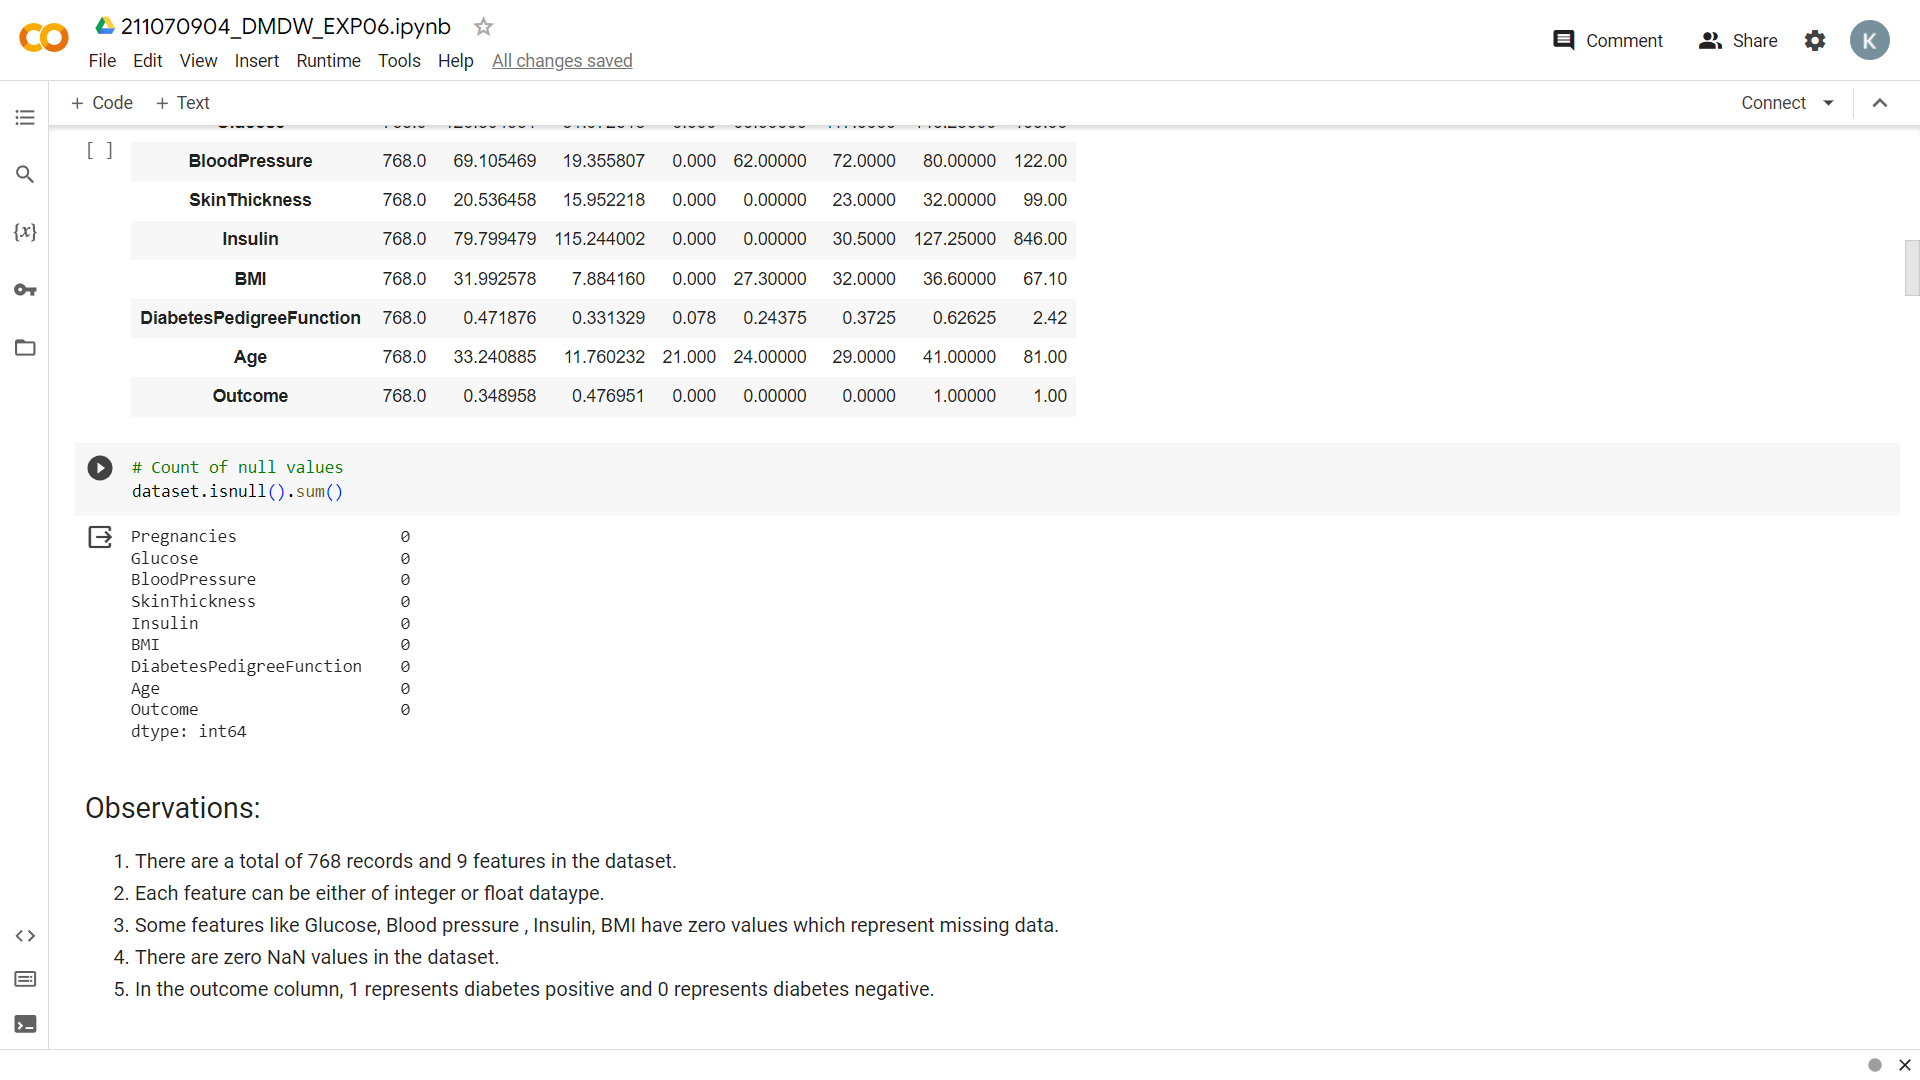 211070904_DMDW_EXP06.ipynb
File Edit View Insert Runtime Tools Help All changes saved
Comment Share K
+ Code + Text Connect
[ ]
BloodPressure 768.0 69.105469 19.355807 0.000 62.00000 72.0000 80.00000 122.00
SkinThickness 768.0 20.536458 15.952218 0.000 0.00000 23.0000 32.00000 99.00
Insulin 768.0 79.799479 115.244002 0.000 0.00000 30.5000 127.25000 846.00
BMI 768.0 31.992578 7.884160 0.000 27.30000 32.0000 36.60000 67.10
DiabetesPedigreeFunction 768.0 0.471876 0.331329 0.078 0.24375 0.3725 0.62625 2.42
Age 768.0 33.240885 11.760232 21.000 24.00000 29.0000 41.00000 81.00
Outcome 768.0 0.348958 0.476951 0.000 0.00000 0.0000 1.00000 1.00
# Count of null values
dataset.isnull().sum()
Pregnancies 0
Glucose 0
BloodPressure 0
SkinThickness 0
Insulin 0
BMI 0
DiabetesPedigreeFunction 0
Age 0
Outcome 0
dtype: int64
Observations:
1. There are a total of 768 records and 9 features in the dataset.
2. Each feature can be either of integer or float dataype.
3. Some features like Glucose, Blood pressure , Insulin, BMI have zero values which represent missing data.
4. There are zero NaN values in the dataset.
5. In the outcome column, 1 represents diabetes positive and 0 represents diabetes negative.